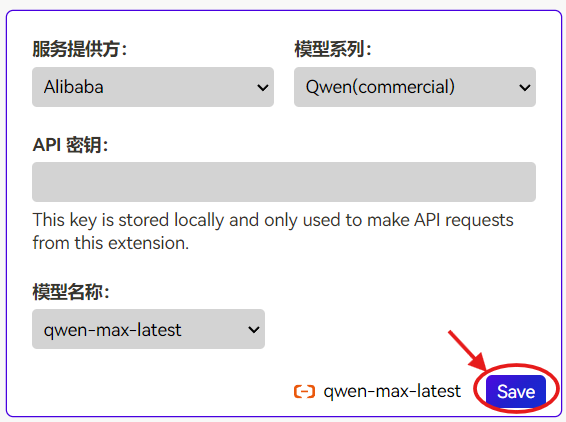 服务提供方： 模型系列：
Alibaba Qwen(commercial)
API 密钥：
This key is stored locally and only used to make API requests
from this extension.
模型名称：
qwen-max-latest
qwen-max-latest Save